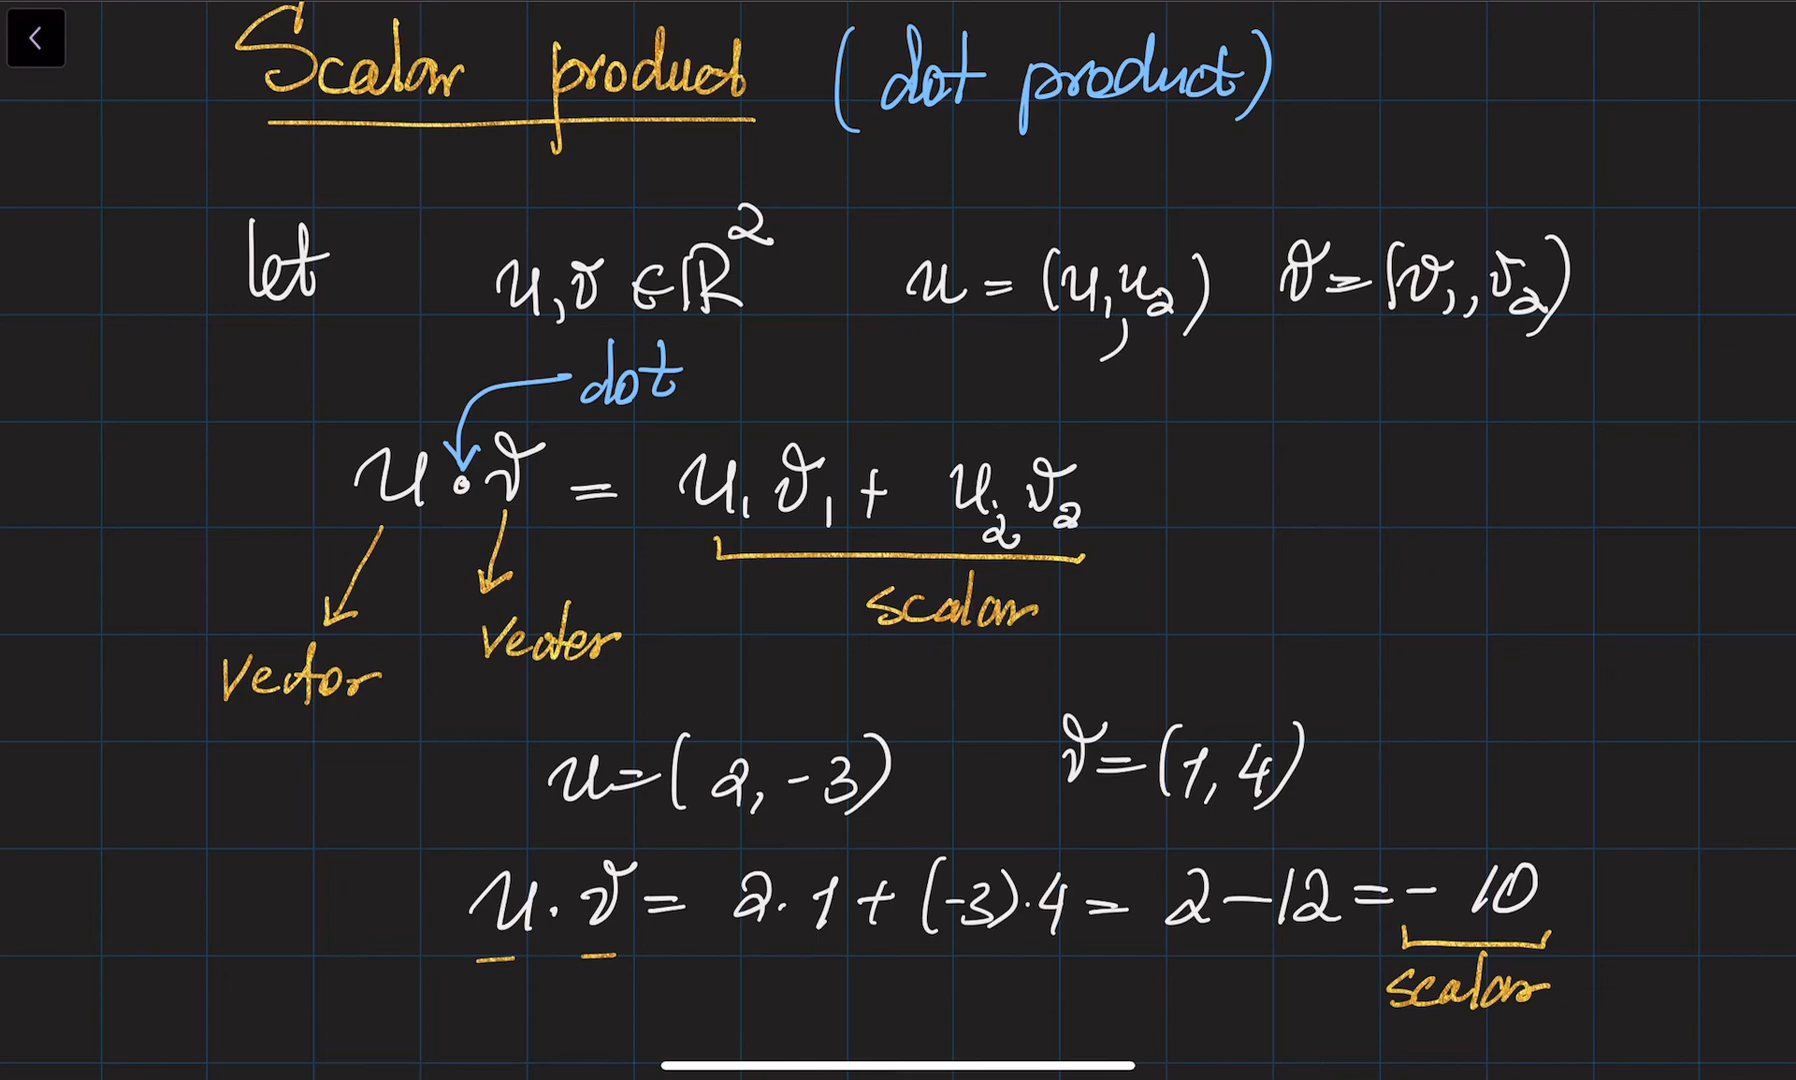 Scalar product (dot product)
let u, v ∈ ℝ² u = (u₁, u₂) v = (v₁, v₂)
dot
u · v = u₁ v₁ + u₂ v₂
scalar
vector vector
u = (2, -3) v = (1, 4)
u · v = 2 · 1 + (-3) · 4 = 2 - 12 = - 10
scalar